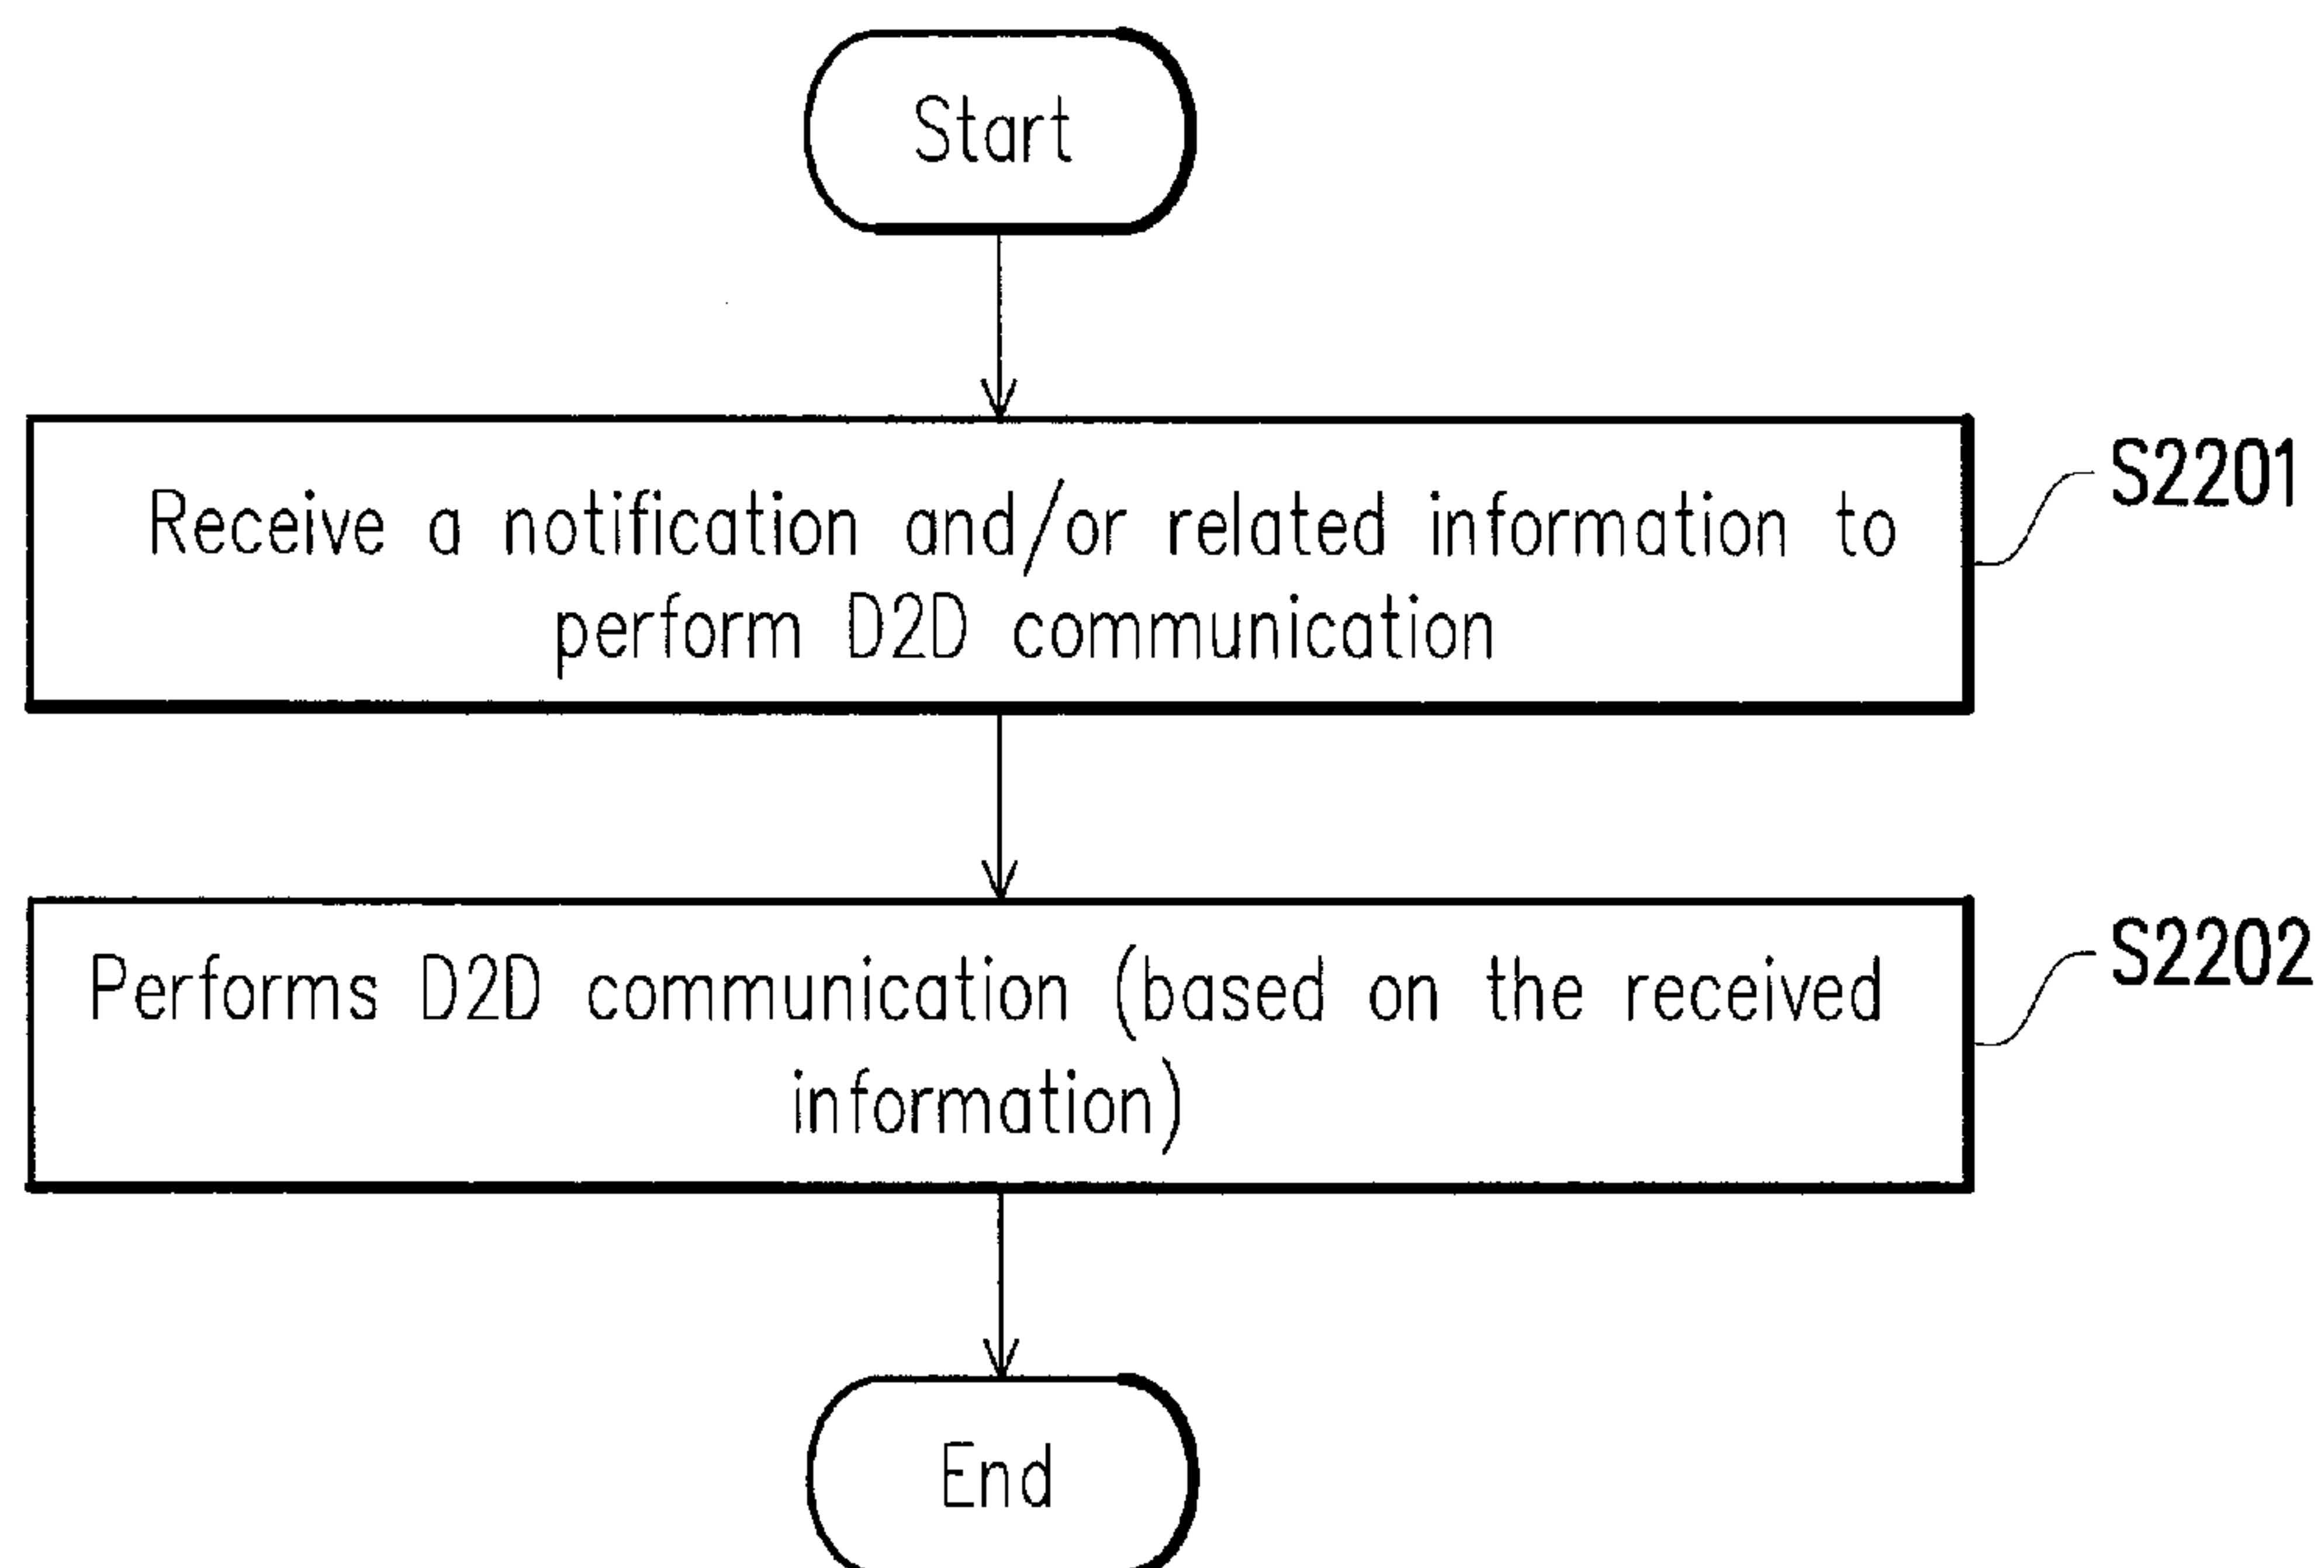 Start
Receive a notification and/or related information to
perform D2D communication
S2201
Performs D2D communication (based on the received
information)
S2202
End